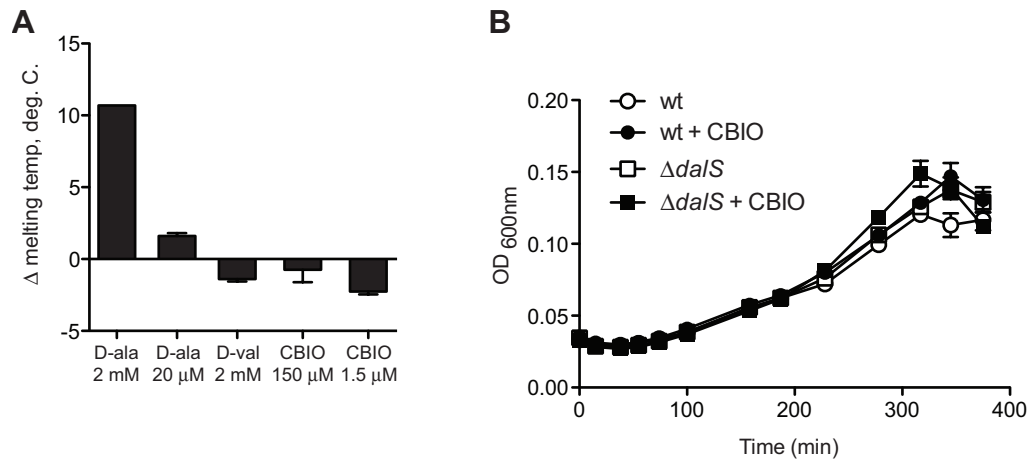 A
15
10
5
0
-5
Δ melting temp, deg. C.
D-ala D-ala D-val CBIO CBIO
2 mM 20 μM 2 mM 150 μM 1.5 μM
B
wt
wt + CBIO
ΔdalS
ΔdalS + CBIO
0.20
0.15
0.10
0.05
0.00
OD 600nm
0 100 200 300 400
Time (min)